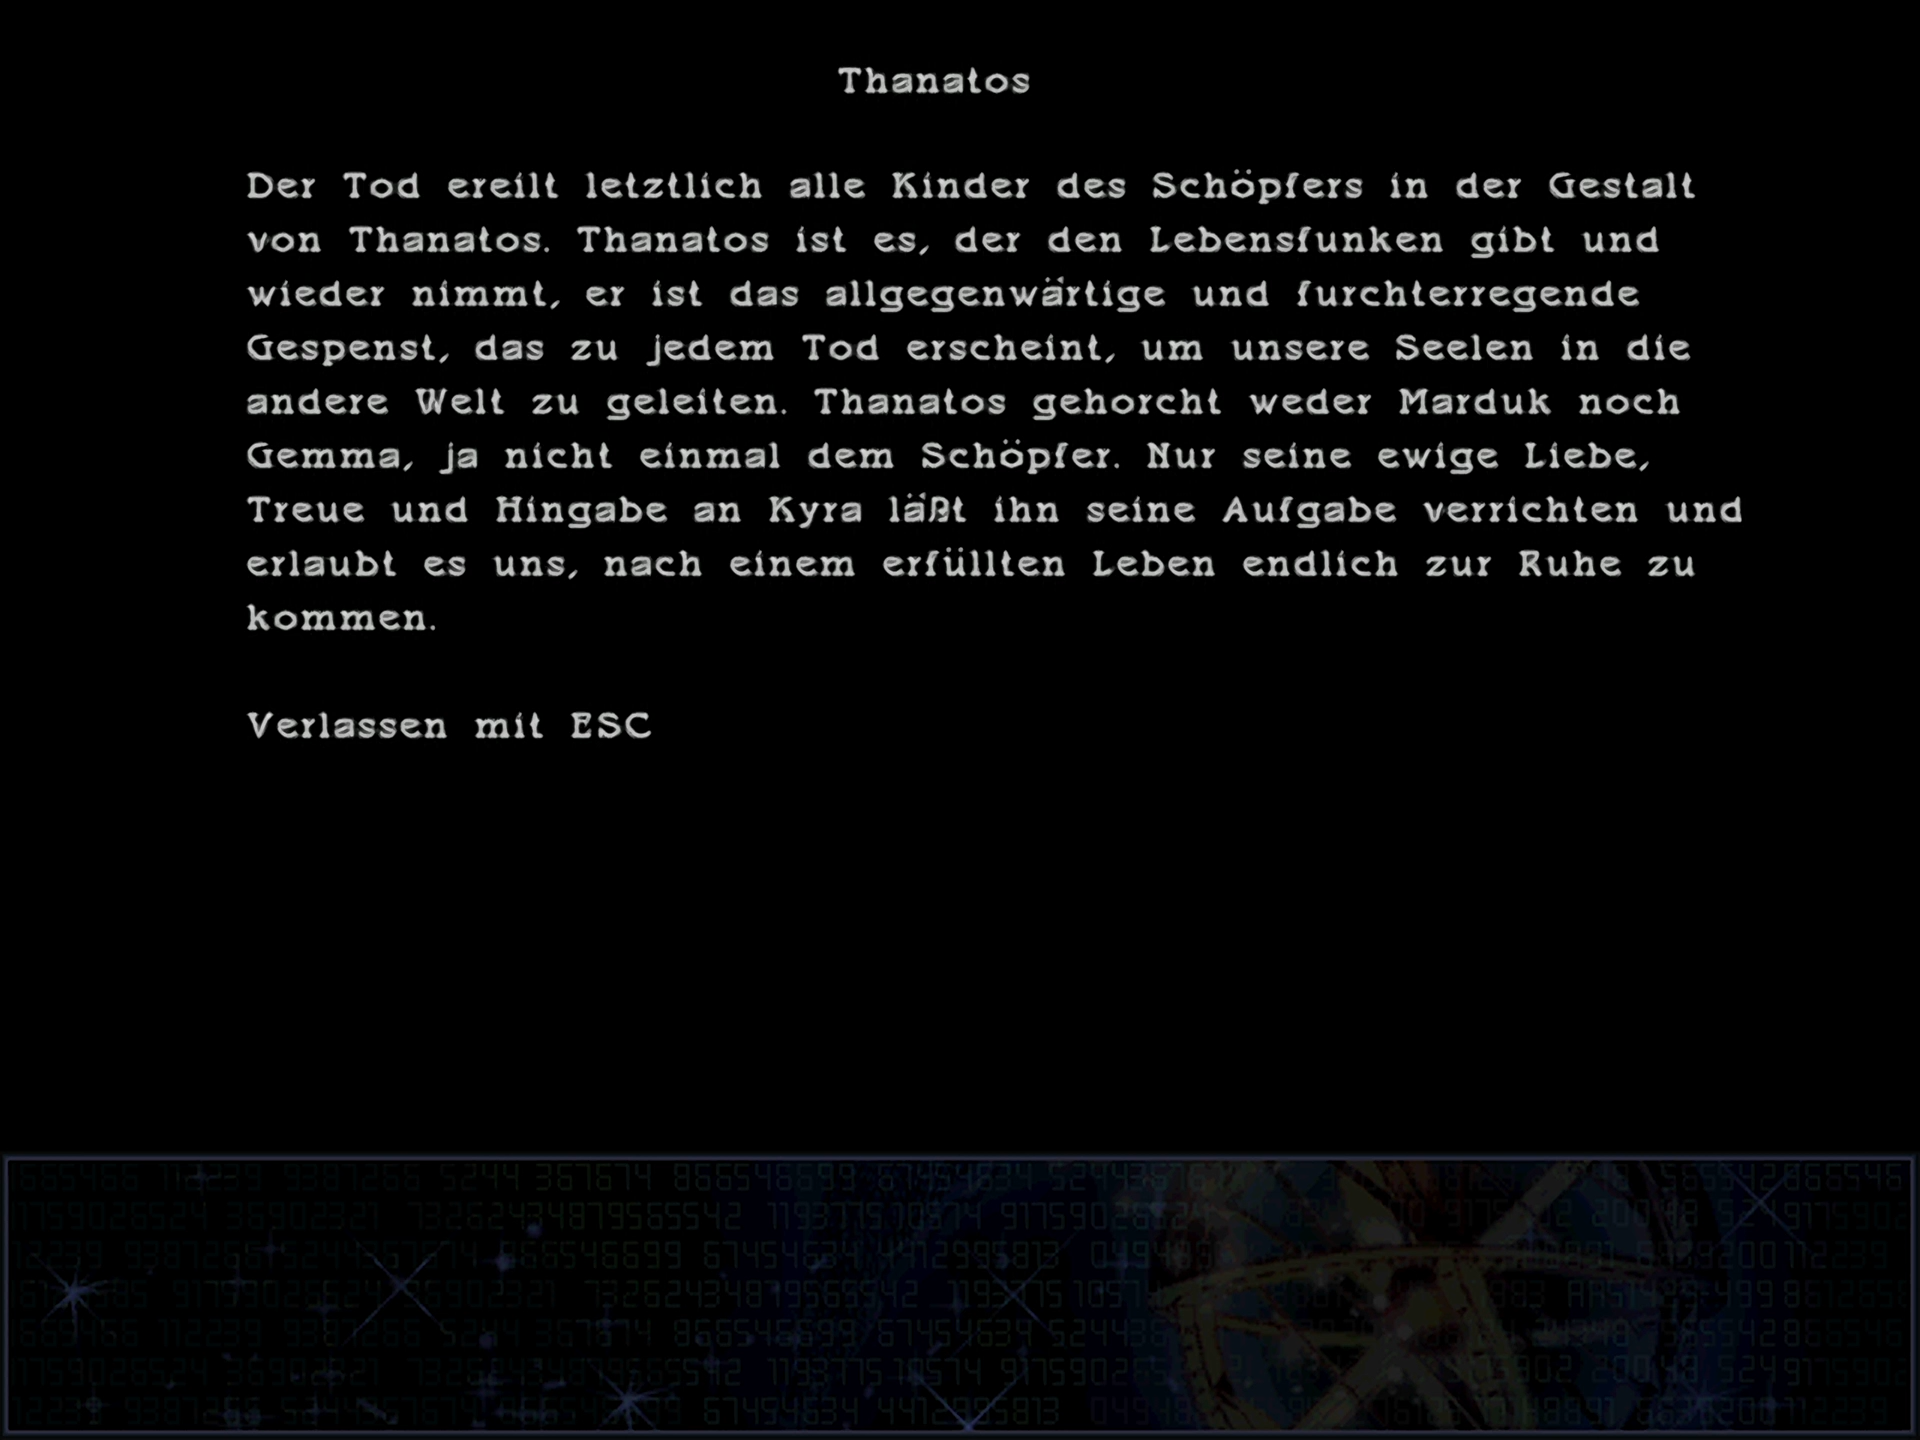 Thanatos
Der Tod ereilt letztlich alle Kinder des Schöpfers in der Gestalt
von Thanatos. Thanatos ist es, der den Lebensfunken gibt und
wieder nimmt, er ist das allgegenwärtige und furchterregende
Gespenst, das zu jedem Tod erscheint, um unsere Seelen in die
andere Welt zu geleiten. Thanatos gehorcht weder Marduk noch
Gemma, ja nicht einmal dem Schöpfer. Nur seine ewige Liebe,
Treue und Hingabe an Kyra läßt ihn seine Aufgabe verrichten und
erlaubt es uns, nach einem erfüllten Leben endlich zur Ruhe zu
kommen.
Verlassen mit ESC